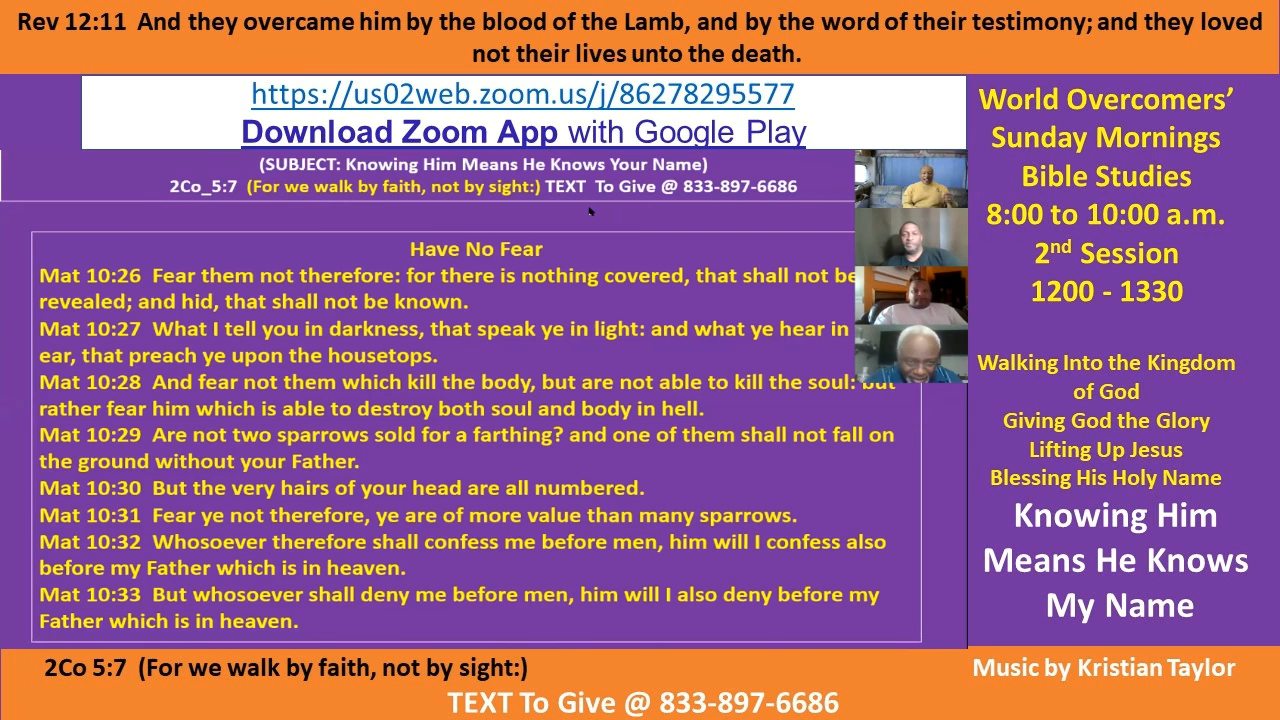 Rev 12:11  And they overcame him by the blood of the Lamb, and by the word of their testimony; and they loved
not their lives unto the death.
https://us02web.zoom.us/j/86278295577
Download Zoom App with Google Play
(SUBJECT: Knowing Him Means He Knows Your Name)
2Co_5:7  (For we walk by faith, not by sight:) TEXT  To Give @ 833-897-6686
Have No Fear
Mat 10:26  Fear them not therefore: for there is nothing covered, that shall not be
revealed; and hid, that shall not be known.
Mat 10:27  What I tell you in darkness, that speak ye in light: and what ye hear in
ear, that preach ye upon the housetops.
Mat 10:28  And fear not them which kill the body, but are not able to kill the soul: but
rather fear him which is able to destroy both soul and body in hell.
Mat 10:29  Are not two sparrows sold for a farthing? and one of them shall not fall on
the ground without your Father.
Mat 10:30  But the very hairs of your head are all numbered.
Mat 10:31  Fear ye not therefore, ye are of more value than many sparrows.
Mat 10:32  Whosoever therefore shall confess me before men, him will I confess also
before my Father which is in heaven.
Mat 10:33  But whosoever shall deny me before men, him will I also deny before my
Father which is in heaven.
World Overcomers’
Sunday Mornings
Bible Studies
8:00 to 10:00 a.m.
2nd Session
1200 - 1330
Walking Into the Kingdom
of God
Giving God the Glory
Lifting Up Jesus
Blessing His Holy Name
Knowing Him
Means He Knows
My Name
2Co 5:7  (For we walk by faith, not by sight:)
Music by Kristian Taylor
TEXT To Give @ 833-897-6686